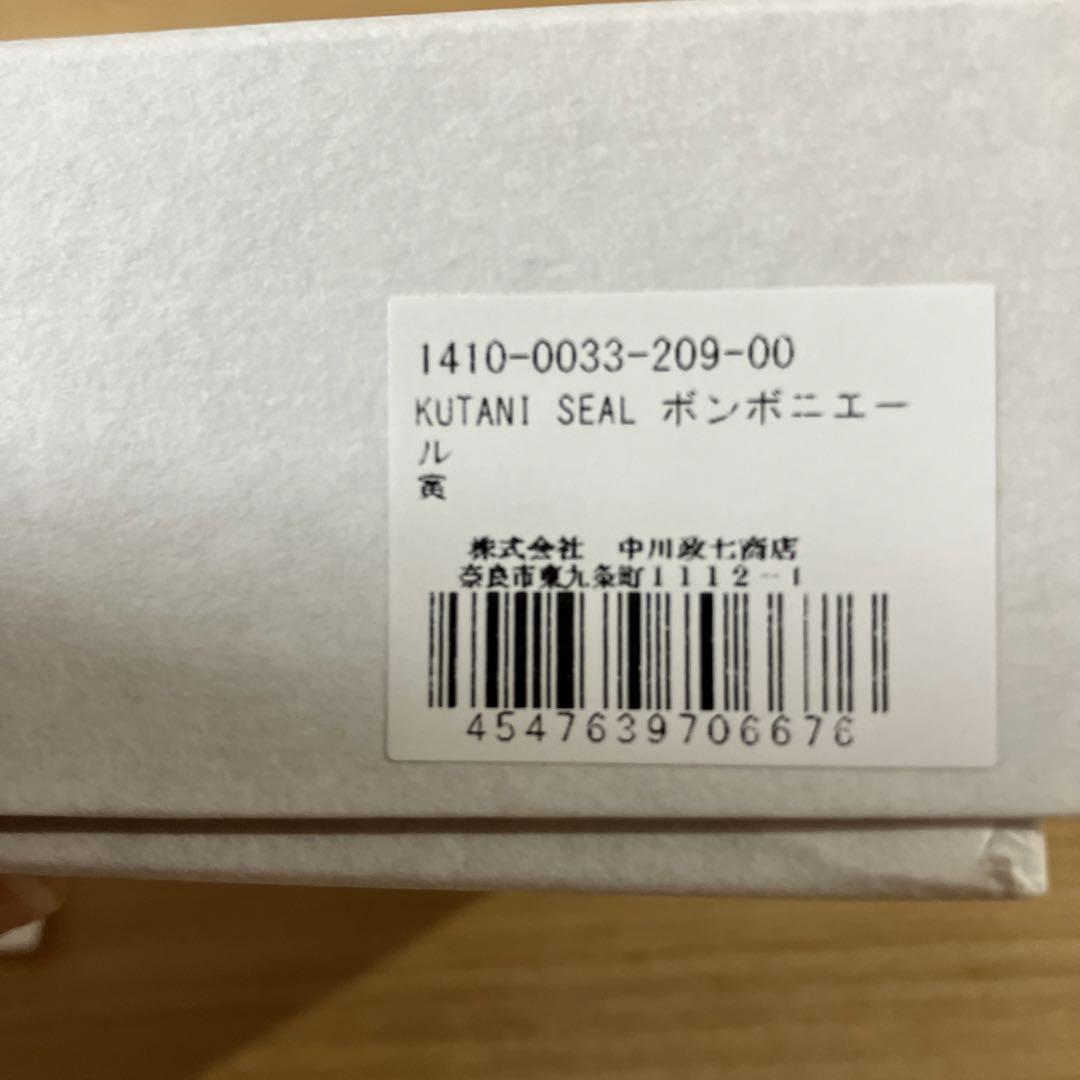 1410-0033-209-00
KUTANI SEAL ボンボニエー
ル
寅
株式会社　中川政七商店
奈良市東九条町1112-1
4547639706676